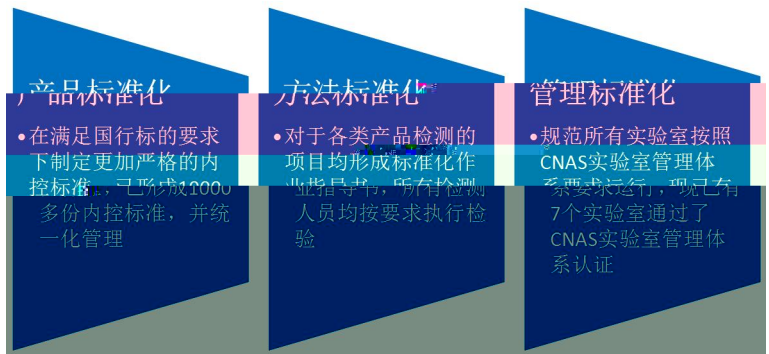 产品标准化
•在满足国行标的要求
下制定更加严格的内
控标准，已形成1000
多份内控标准，并统
一化管理
方法标准化
•对于各类产品检测的
项目均形成标准化作
业指导书，所有检测
人员均按要求执行检
验
管理标准化
•规范所有实验室按照
CNAS实验室管理体
系要求运行，现已有
7个实验室通过了
CNAS实验室管理体
系认证